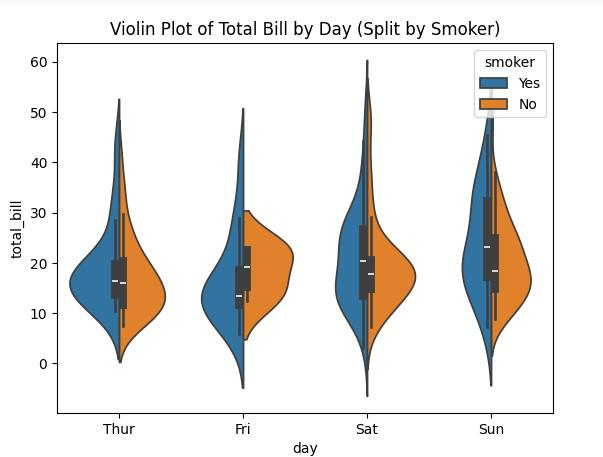 Violin Plot of Total Bill by Day (Split by Smoker)
smoker
Yes
No
total_bill
60
50
40
30
20
10
0
Thur
Fri
Sat
Sun
day